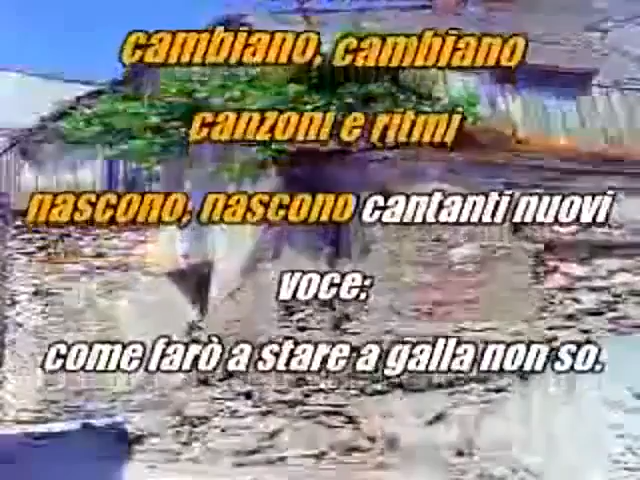 cambiano, cambiano
canzoni e ritmi
nascono, nascono cantanti nuovi
voce:
come farò a stare a galla non so.